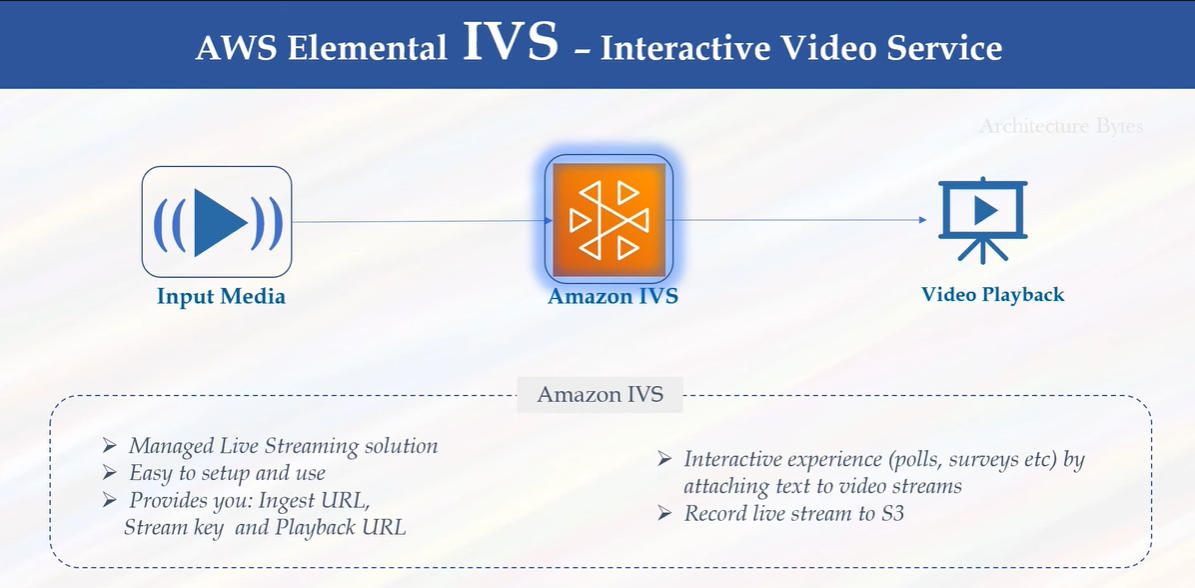 AWS Elemental IVS – Interactive Video Service
Architecture Bytes
Input Media
Amazon IVS
Video Playback
Amazon IVS
➢ Managed Live Streaming solution
➢ Easy to setup and use
➢ Provides you: Ingest URL,
Stream key and Playback URL
➢ Interactive experience (polls, surveys etc) by
attaching text to video streams
➢ Record live stream to S3